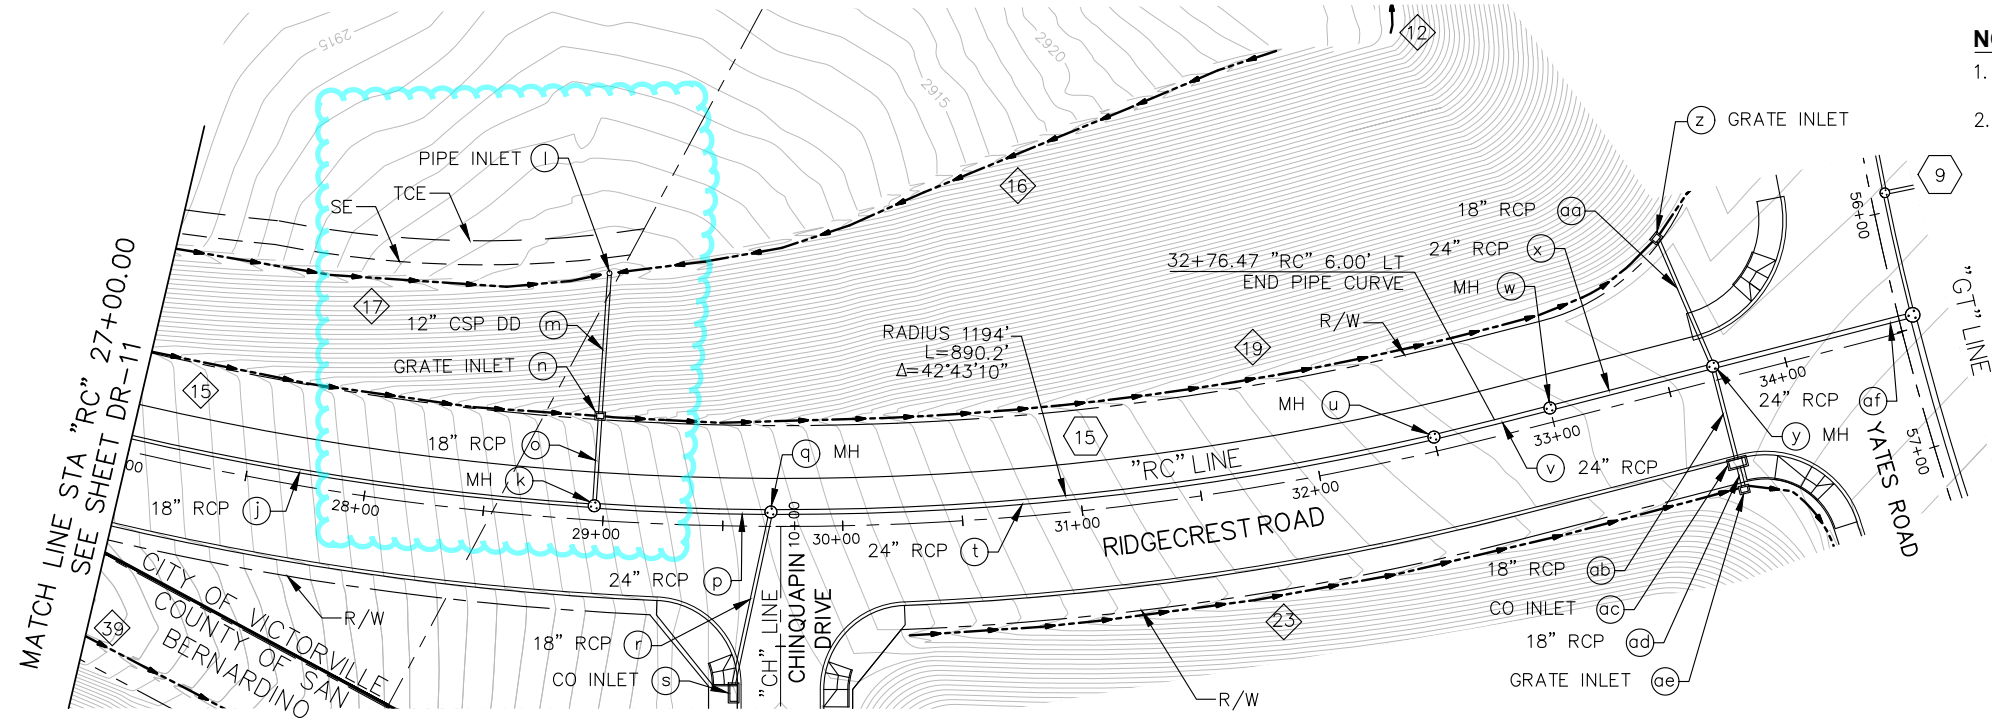 2915
2920
2915
12
NO
1.
2.
z GRATE INLET
9
PIPE INLET l
TCE
SE
16
18" RCP aa
24" RCP x
56+00
32+76.47 "RC" 6.00' LT
END PIPE CURVE
MH w
R/W
17
12" CSP DD m
GRATE INLET n
RADIUS 1194'
L=890.2'
Δ=42°43'10"
19
"GT" LINE
MATCH LINE STA "RC" 27+00.00
SEE SHEET DR-11
15
MH u
15
34+00
24" RCP af
33+00
y MH
YATES ROAD
57+00
18" RCP o
q MH
"RC" LINE
v 24" RCP
00
MH k
32+00
18" RCP j
28+00
29+00
10+00
30+00
31+00
24" RCP t
RIDGECREST ROAD
24" RCP p
18" RCP ab
CITY OF VICTORVILLE
COUNTY OF SAN
BERNARDINO
R/W
39
"CH" LINE
CHINQUAPIN
DRIVE
23
CO INLET ac
18" RCP r
18" RCP ad
CO INLET s
GRATE INLET ae
R/W